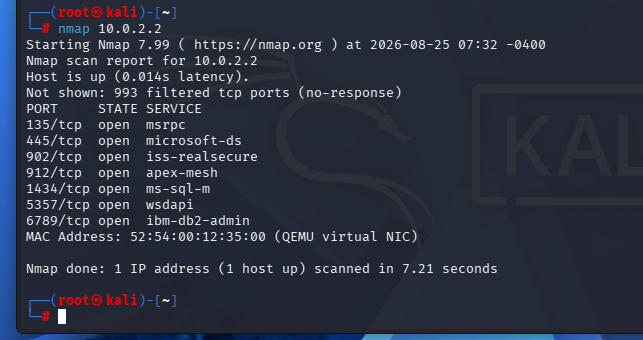 ┌──(root㉿kali)-[~]
└─# nmap 10.0.2.2
Starting Nmap 7.99 ( https://nmap.org ) at 2026-08-25 07:32 -0400
Nmap scan report for 10.0.2.2
Host is up (0.014s latency).
Not shown: 993 filtered tcp ports (no-response)
PORT     STATE SERVICE
135/tcp  open  msrpc
445/tcp  open  microsoft-ds
902/tcp  open  iss-realsecure
912/tcp  open  apex-mesh
1434/tcp open  ms-sql-m
5357/tcp open  wsdapi
6789/tcp open  ibm-db2-admin
MAC Address: 52:54:00:12:35:00 (QEMU virtual NIC)
Nmap done: 1 IP address (1 host up) scanned in 7.21 seconds
┌──(root㉿kali)-[~]
└─#
KAL